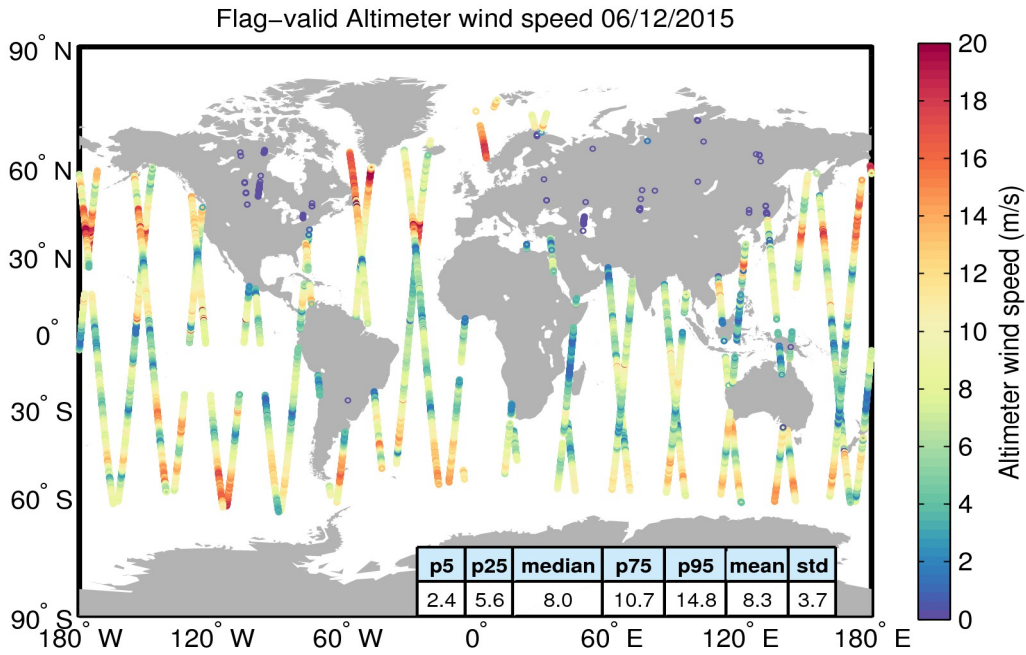 Flag−valid Altimeter wind speed 06/12/2015
90° N
60° N
30° N
0°
30° S
60° S
90° S
180° W
120° W
60° W
0°
60° E
120° E
180° E
p5 p25 median p75 p95 mean std
2.4 5.6 8.0 10.7 14.8 8.3 3.7
20
18
16
14
12
10
8
6
4
2
0
Altimeter wind speed (m/s)